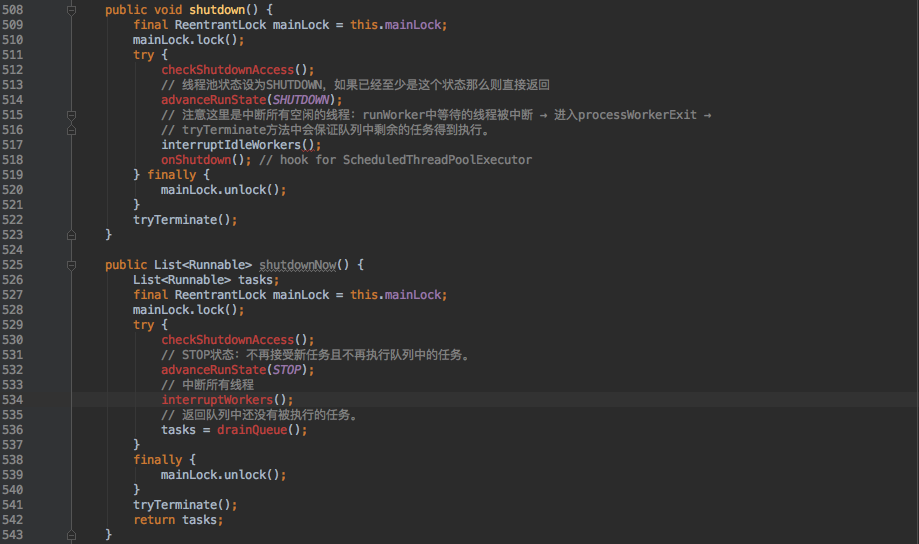 508 public void shutdown() {
509 final ReentrantLock mainLock = this.mainLock;
510 mainLock.lock();
511 try {
512 checkShutdownAccess();
513 // 线程池状态设为SHUTDOWN，如果已经至少是这个状态那么则直接返回
514 advanceRunState(SHUTDOWN);
515 // 注意这里是中断所有空闲的线程：runWorker中等待的线程被中断 → 进入processWorkerExit →
516 // tryTerminate方法中会保证队列中剩余的任务得到执行。
517 interruptIdleWorkers();
518 onShutdown(); // hook for ScheduledThreadPoolExecutor
519 } finally {
520 mainLock.unlock();
521 }
522 tryTerminate();
523 }
524
525 public List<Runnable> shutdownNow() {
526 List<Runnable> tasks;
527 final ReentrantLock mainLock = this.mainLock;
528 mainLock.lock();
529 try {
530 checkShutdownAccess();
531 // STOP状态：不再接受新任务且不再执行队列中的任务。
532 advanceRunState(STOP);
533 // 中断所有线程
534 interruptWorkers();
535 // 返回队列中还没有被执行的任务。
536 tasks = drainQueue();
537 }
538 finally {
539 mainLock.unlock();
540 }
541 tryTerminate();
542 return tasks;
543 }